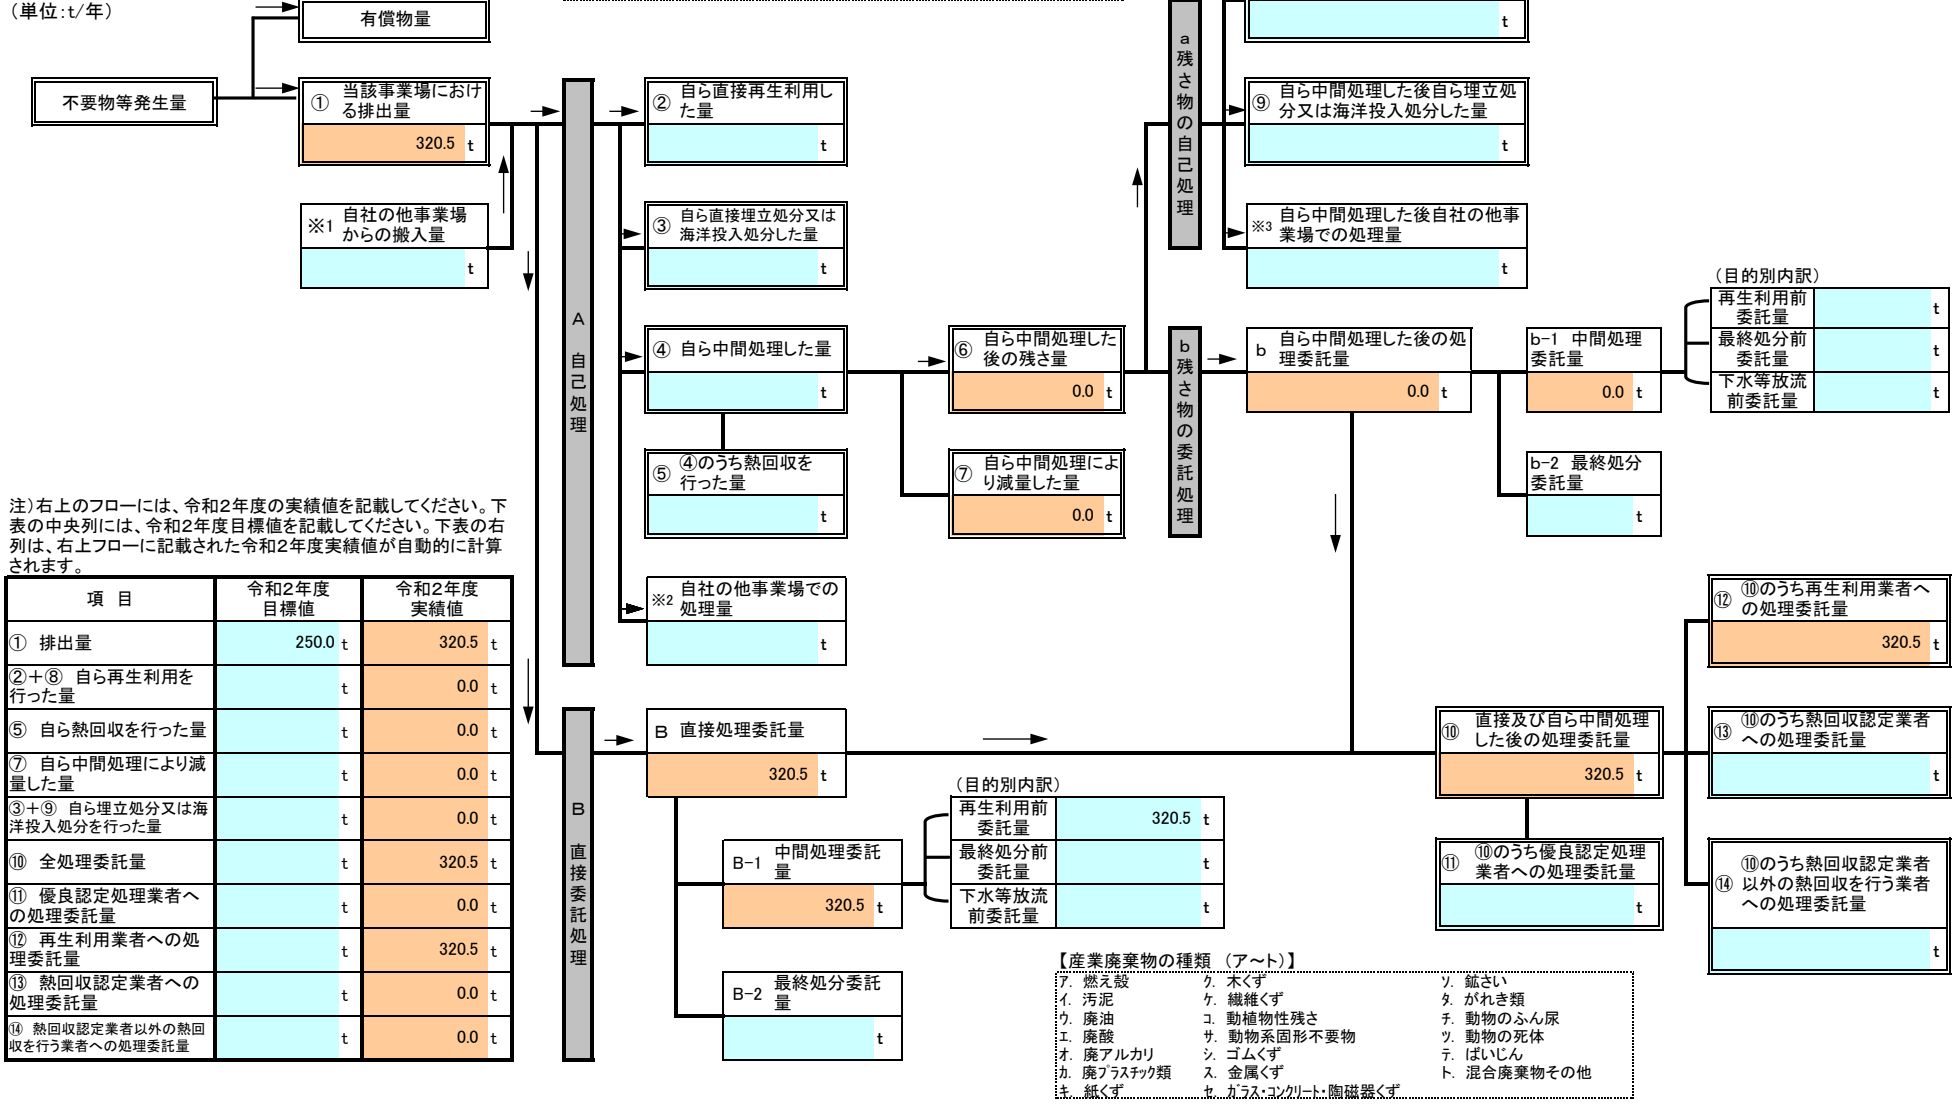 （単位:t/年）
有償物量
t
不要物等発生量
① 当該事業場におけ
る排出量
320.5 t
※1 自社の他事業場
からの搬入量
t
A 自己処理
② 自ら直接再生利用し
た量
t
③ 自ら直接埋立処分又は
海洋投入処分した量
t
④ 自ら中間処理した量
t
⑤ ④のうち熱回収を
行った量
t
※2 自社の他事業場での
処理量
t
⑥ 自ら中間処理した
後の残さ量
0.0 t
⑦ 自ら中間処理によ
り減量した量
0.0 t
a残さ物の自己処理
⑨ 自ら中間処理した後自ら埋立処
分又は海洋投入処分した量
t
※3 自ら中間処理した後自社の他事
業場での処理量
t
b残さ物の委託処理
b 自ら中間処理した後の処
理委託量
0.0 t
b-1 中間処理
委託量
0.0 t
b-2 最終処分
委託量
t
（目的別内訳）
再生利用前
委託量 t
最終処分前
委託量 t
下水等放流
前委託量 t
注）右上のフローには、令和２年度の実績値を記載してください。下
表の中央列には、令和２年度目標値を記載してください。下表の右
列は、右上フローに記載された令和２年度実績値が自動的に計算
されます。
項 目 令和２年度 目標値 令和２年度 実績値
① 排出量 250.0 t 320.5 t
②＋⑧ 自ら再生利用を
行った量 t 0.0 t
⑤ 自ら熱回収を行った量 t 0.0 t
⑦ 自ら中間処理により減
量した量 t 0.0 t
③＋⑨ 自ら埋立処分又は海
洋投入処分を行った量 t 0.0 t
⑩ 全処理委託量 t 320.5 t
⑪ 優良認定処理業者へ
の処理委託量 t 0.0 t
⑫ 再生利用業者への処
理委託量 t 320.5 t
⑬ 熱回収認定業者への
処理委託量 t 0.0 t
⑭ 熱回収認定業者以外の熱回
収を行う業者への処理委託量 t 0.0 t
B 直接委託処理
B 直接処理委託量
320.5 t
B-1 中間処理委託
量
320.5 t
B-2 最終処分委託
量
t
（目的別内訳）
再生利用前
委託量 320.5 t
最終処分前
委託量 t
下水等放流
前委託量 t
⑩ 直接及び自ら中間処理
した後の処理委託量
320.5 t
⑪ ⑩のうち優良認定処理
業者への処理委託量
t
⑫ ⑩のうち再生利用業者へ
の処理委託量
320.5 t
⑬ ⑩のうち熱回収認定業者
への処理委託量
t
⑭ ⑩のうち熱回収認定業者
以外の熱回収を行う業者
への処理委託量
t
【産業廃棄物の種類 （ア～ト）】
ア. 燃え殻 ク. 木くず ソ. 鉱さい
イ. 汚泥 ケ. 繊維くず タ. がれき類
ウ. 廃油 コ. 動植物性残さ チ. 動物のふん尿
エ. 廃酸 サ. 動物系固形不要物 ツ. 動物の死体
オ. 廃アルカリ シ. ゴムくず テ. ばいじん
カ. 廃プラスチック類 ス. 金属くず ト. 混合廃棄物その他
キ. 紙くず セ. ガラス・コンクリート・陶磁器くず